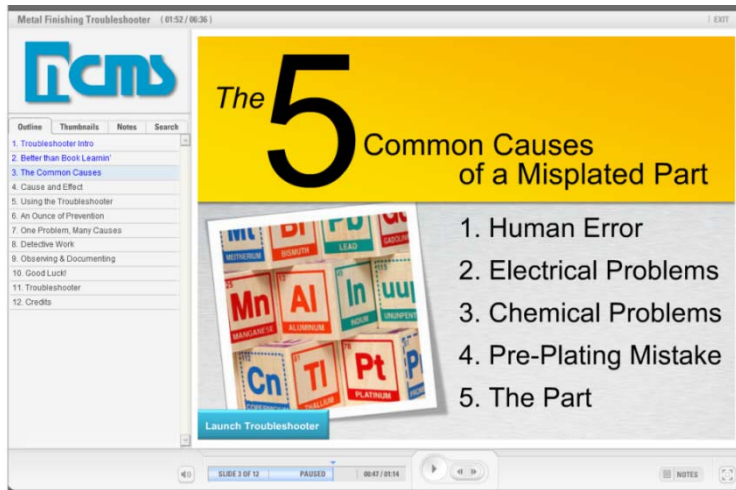 Metal Finishing Troubleshooter ( 01:52 / 06:36 )
EXIT
ncms
Outline Thumbnails Notes Search
1. Troubleshooter Intro
2. Better than Book Learnin'
3. The Common Causes
4. Cause and Effect
5. Using the Troubleshooter
6. An Ounce of Prevention
7. One Problem, Many Causes
8. Detective Work
9. Observing & Documenting
10. Good Luck!
11. Troubleshooter
12. Credits
The 5
Common Causes
of a Misplated Part
1. Human Error
2. Electrical Problems
3. Chemical Problems
4. Pre-Plating Mistake
5. The Part
Mt Bi Pb
MEITNERIUM BISMUTH LEAD
Mn Al In uu
MANGANESE ALUMINUM INDIUM
Cn Tl Pt
THALLIUM PLATINUM
Launch Troubleshooter
SLIDE 3 OF 12 PAUSED 00:47 / 01:14
NOTES